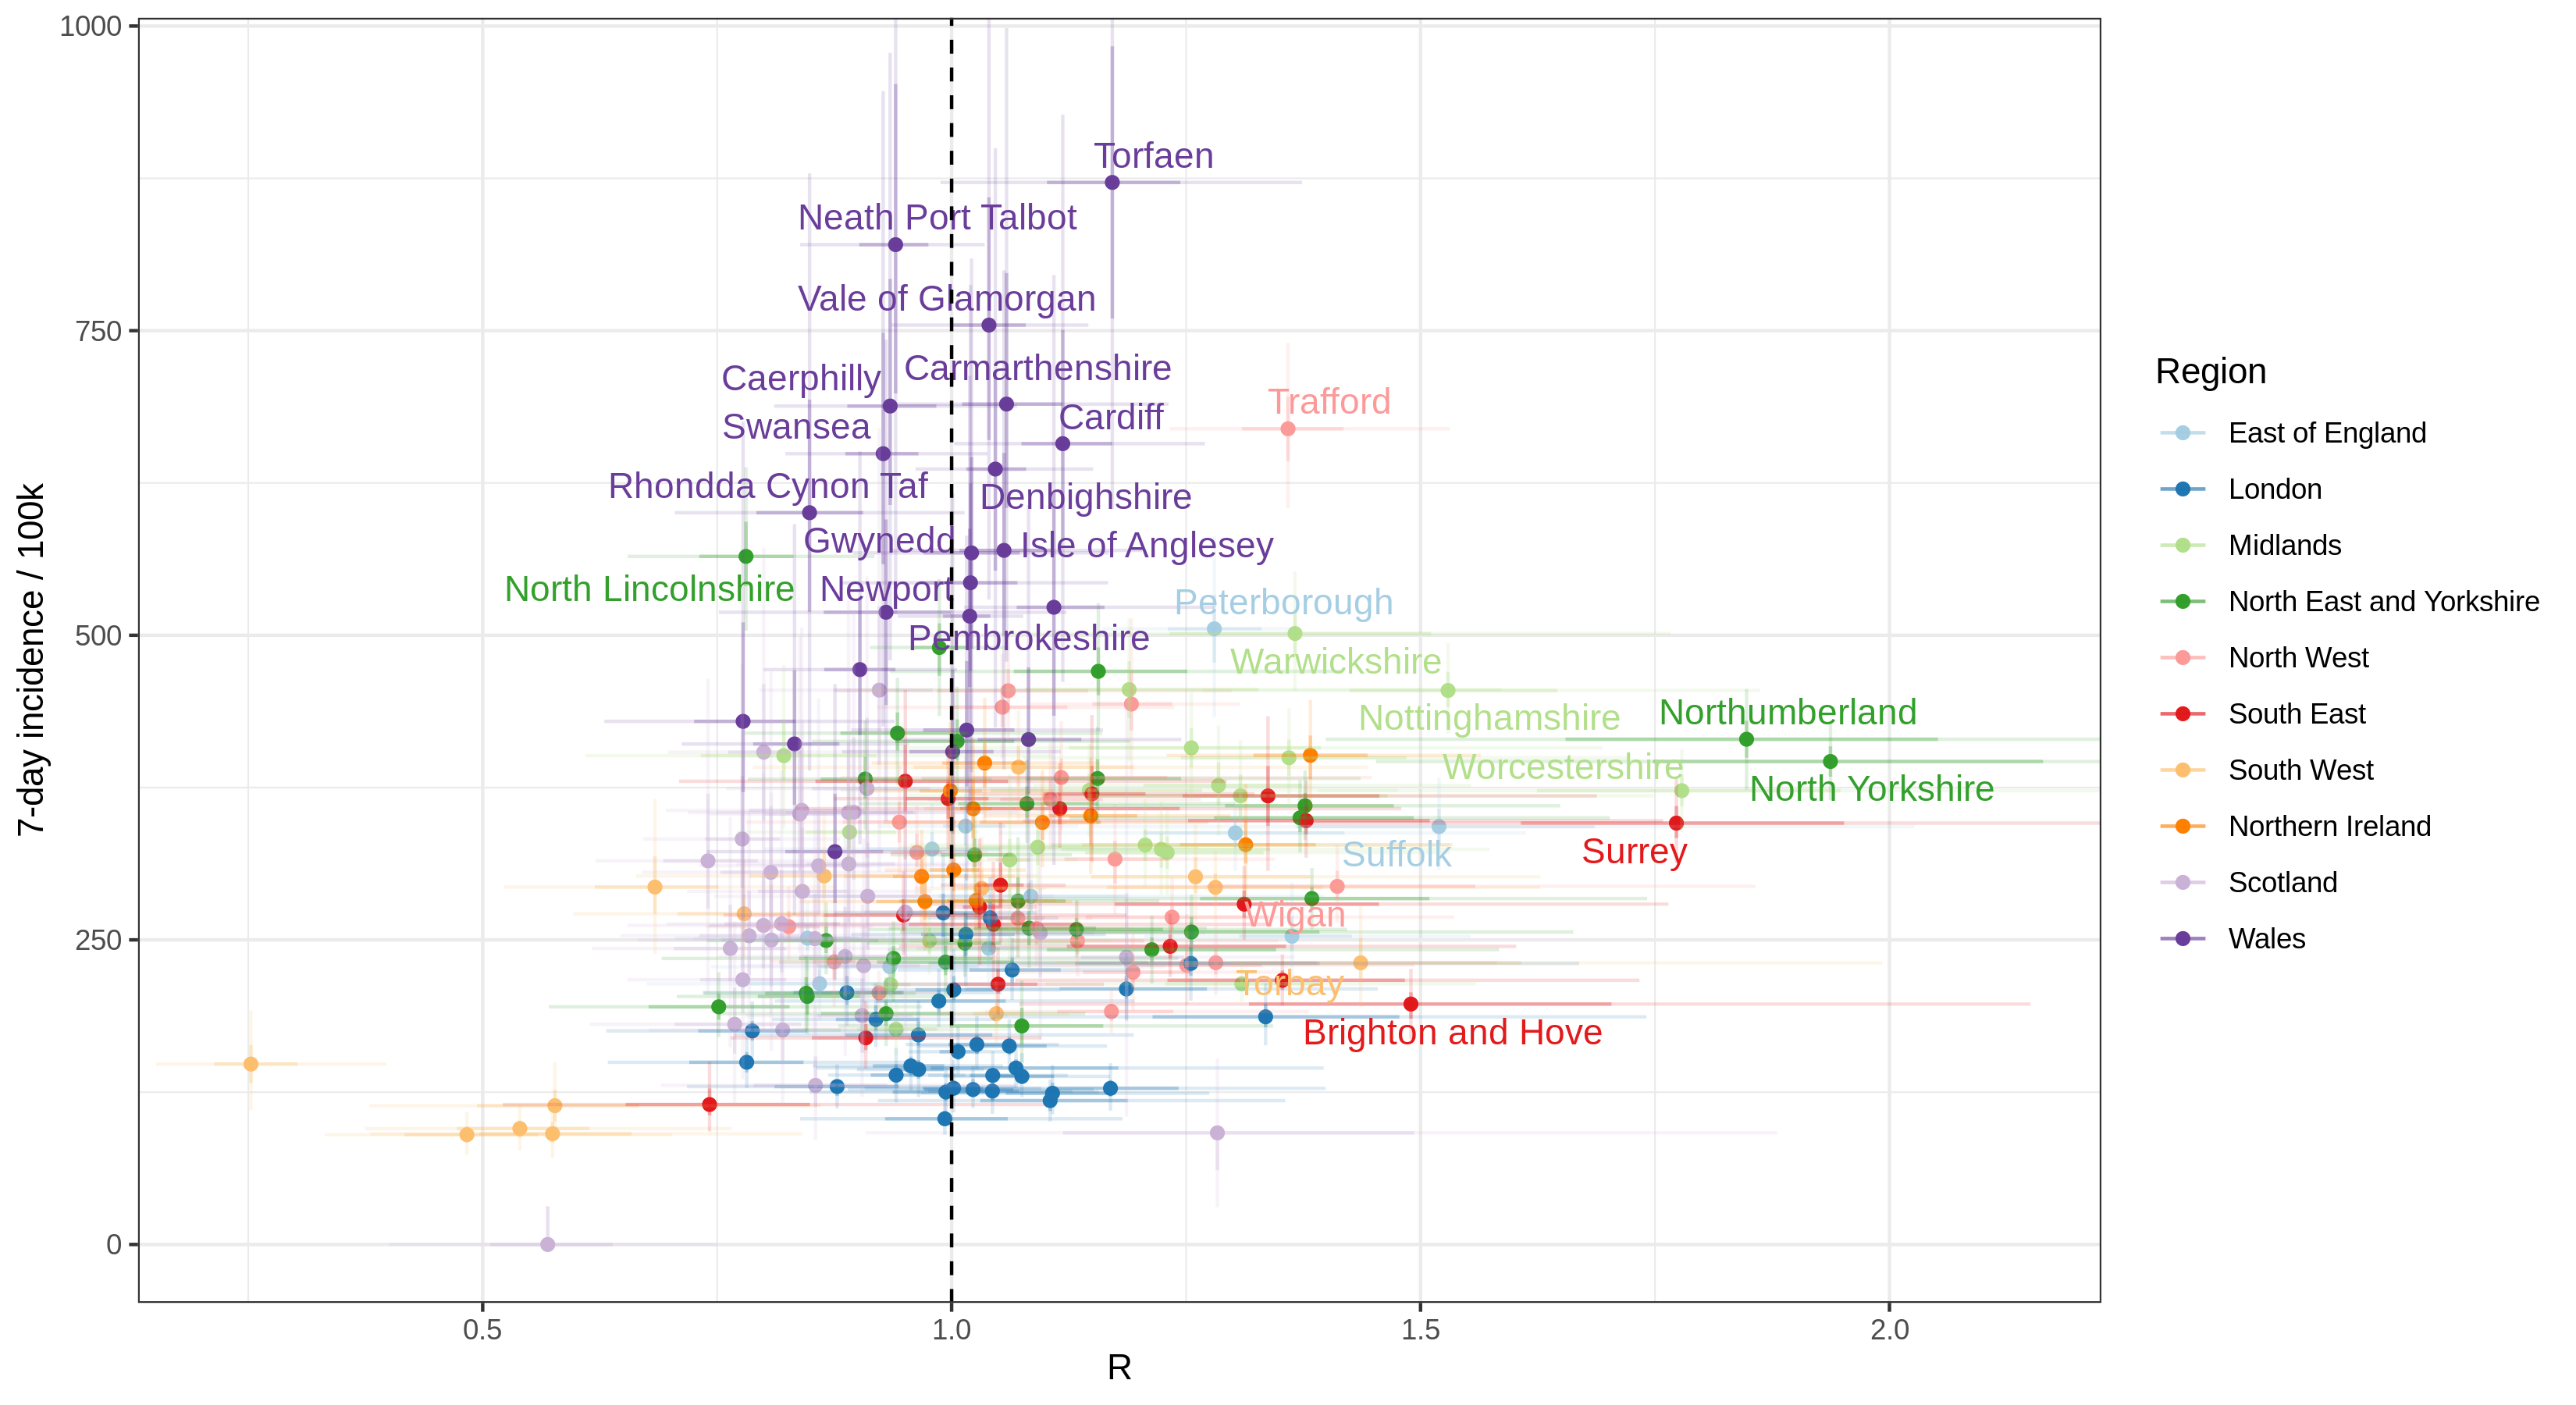 1000
750
500
250
0
7-day incidence / 100k
0.5
1.0
1.5
2.0
R
Torfaen
Neath Port Talbot
Vale of Glamorgan
Carmarthenshire
Caerphilly
Trafford
Cardiff
Swansea
Rhondda Cynon Taf
Denbighshire
Gwynedd
Isle of Anglesey
North Lincolnshire
Newport
Peterborough
Pembrokeshire
Warwickshire
Nottinghamshire
Northumberland
Worcestershire
North Yorkshire
Suffolk
Surrey
Wigan
Torbay
Brighton and Hove
Region
East of England
London
Midlands
North East and Yorkshire
North West
South East
South West
Northern Ireland
Scotland
Wales